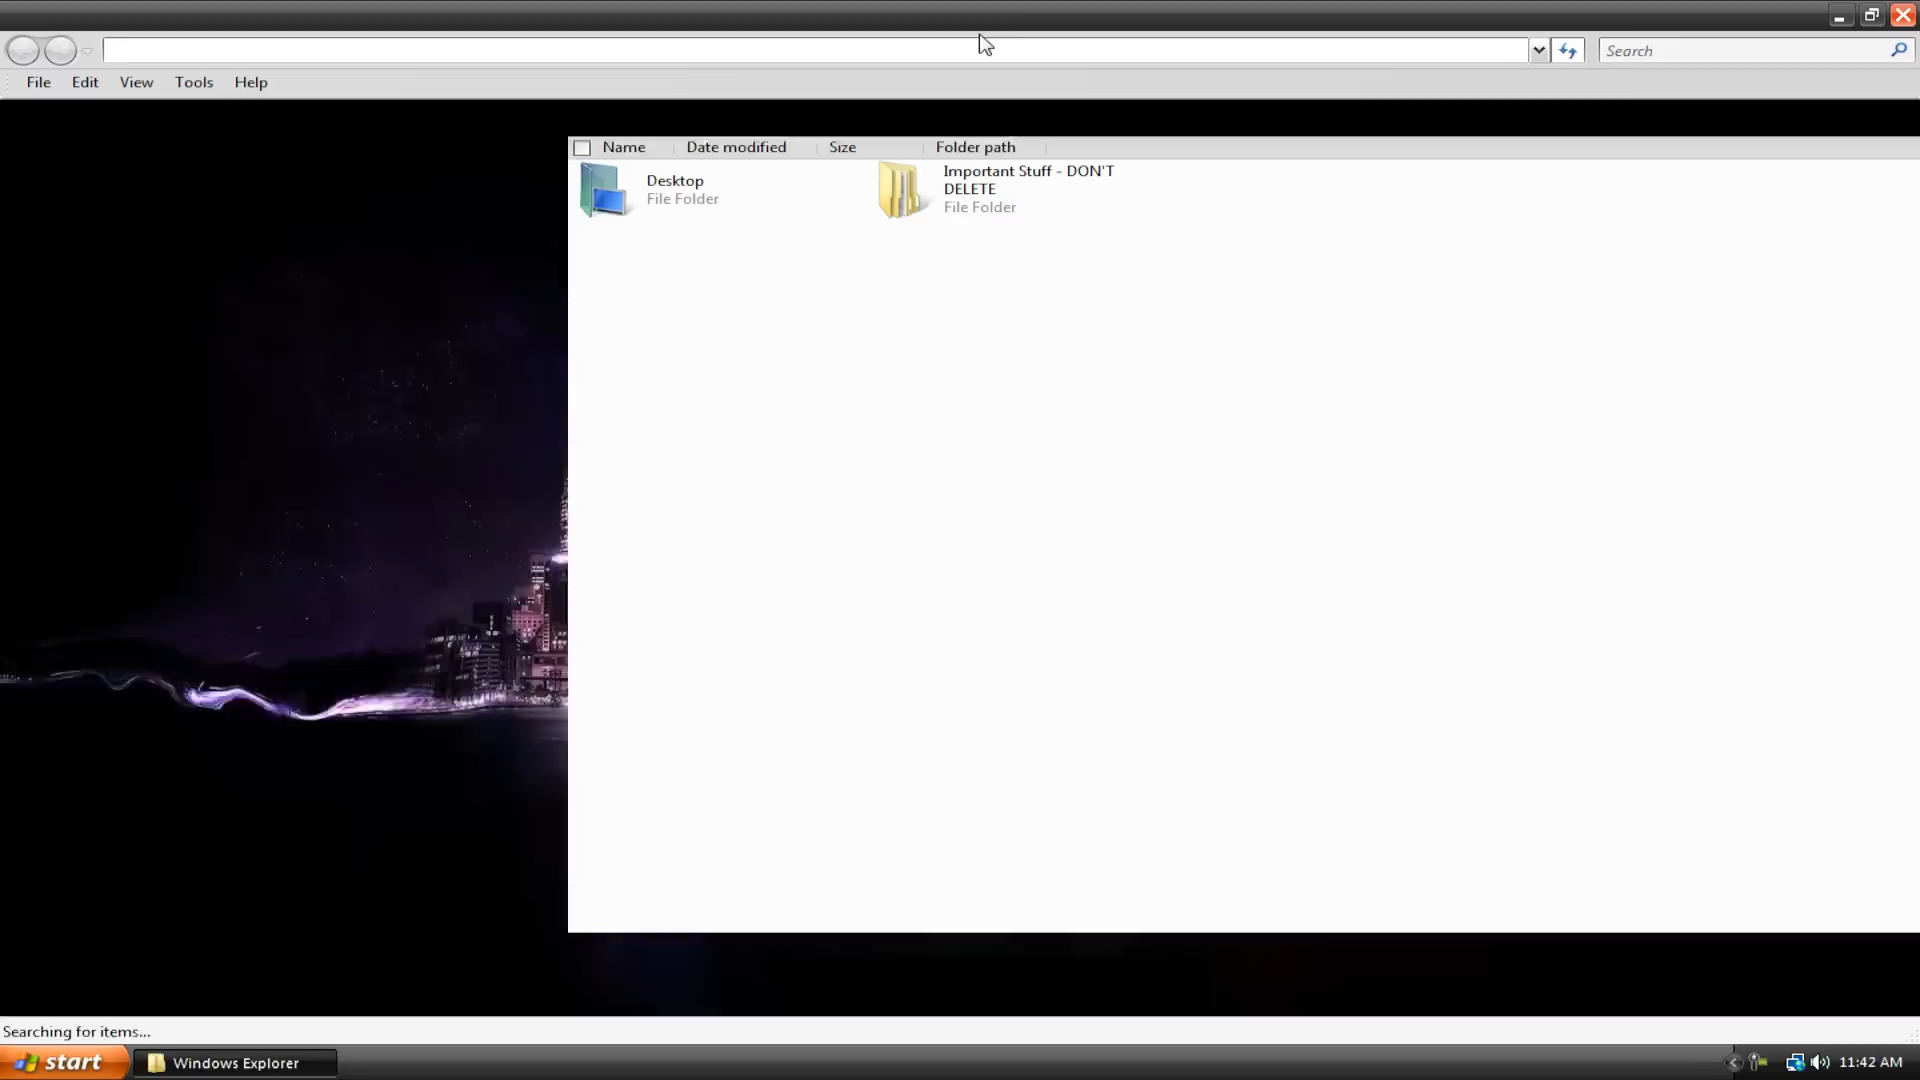 Search
File Edit View Tools Help
Name Date modified Size Folder path
Desktop
File Folder
Important Stuff - DON'T
DELETE
File Folder
Searching for items...
start Windows Explorer 11:42 AM